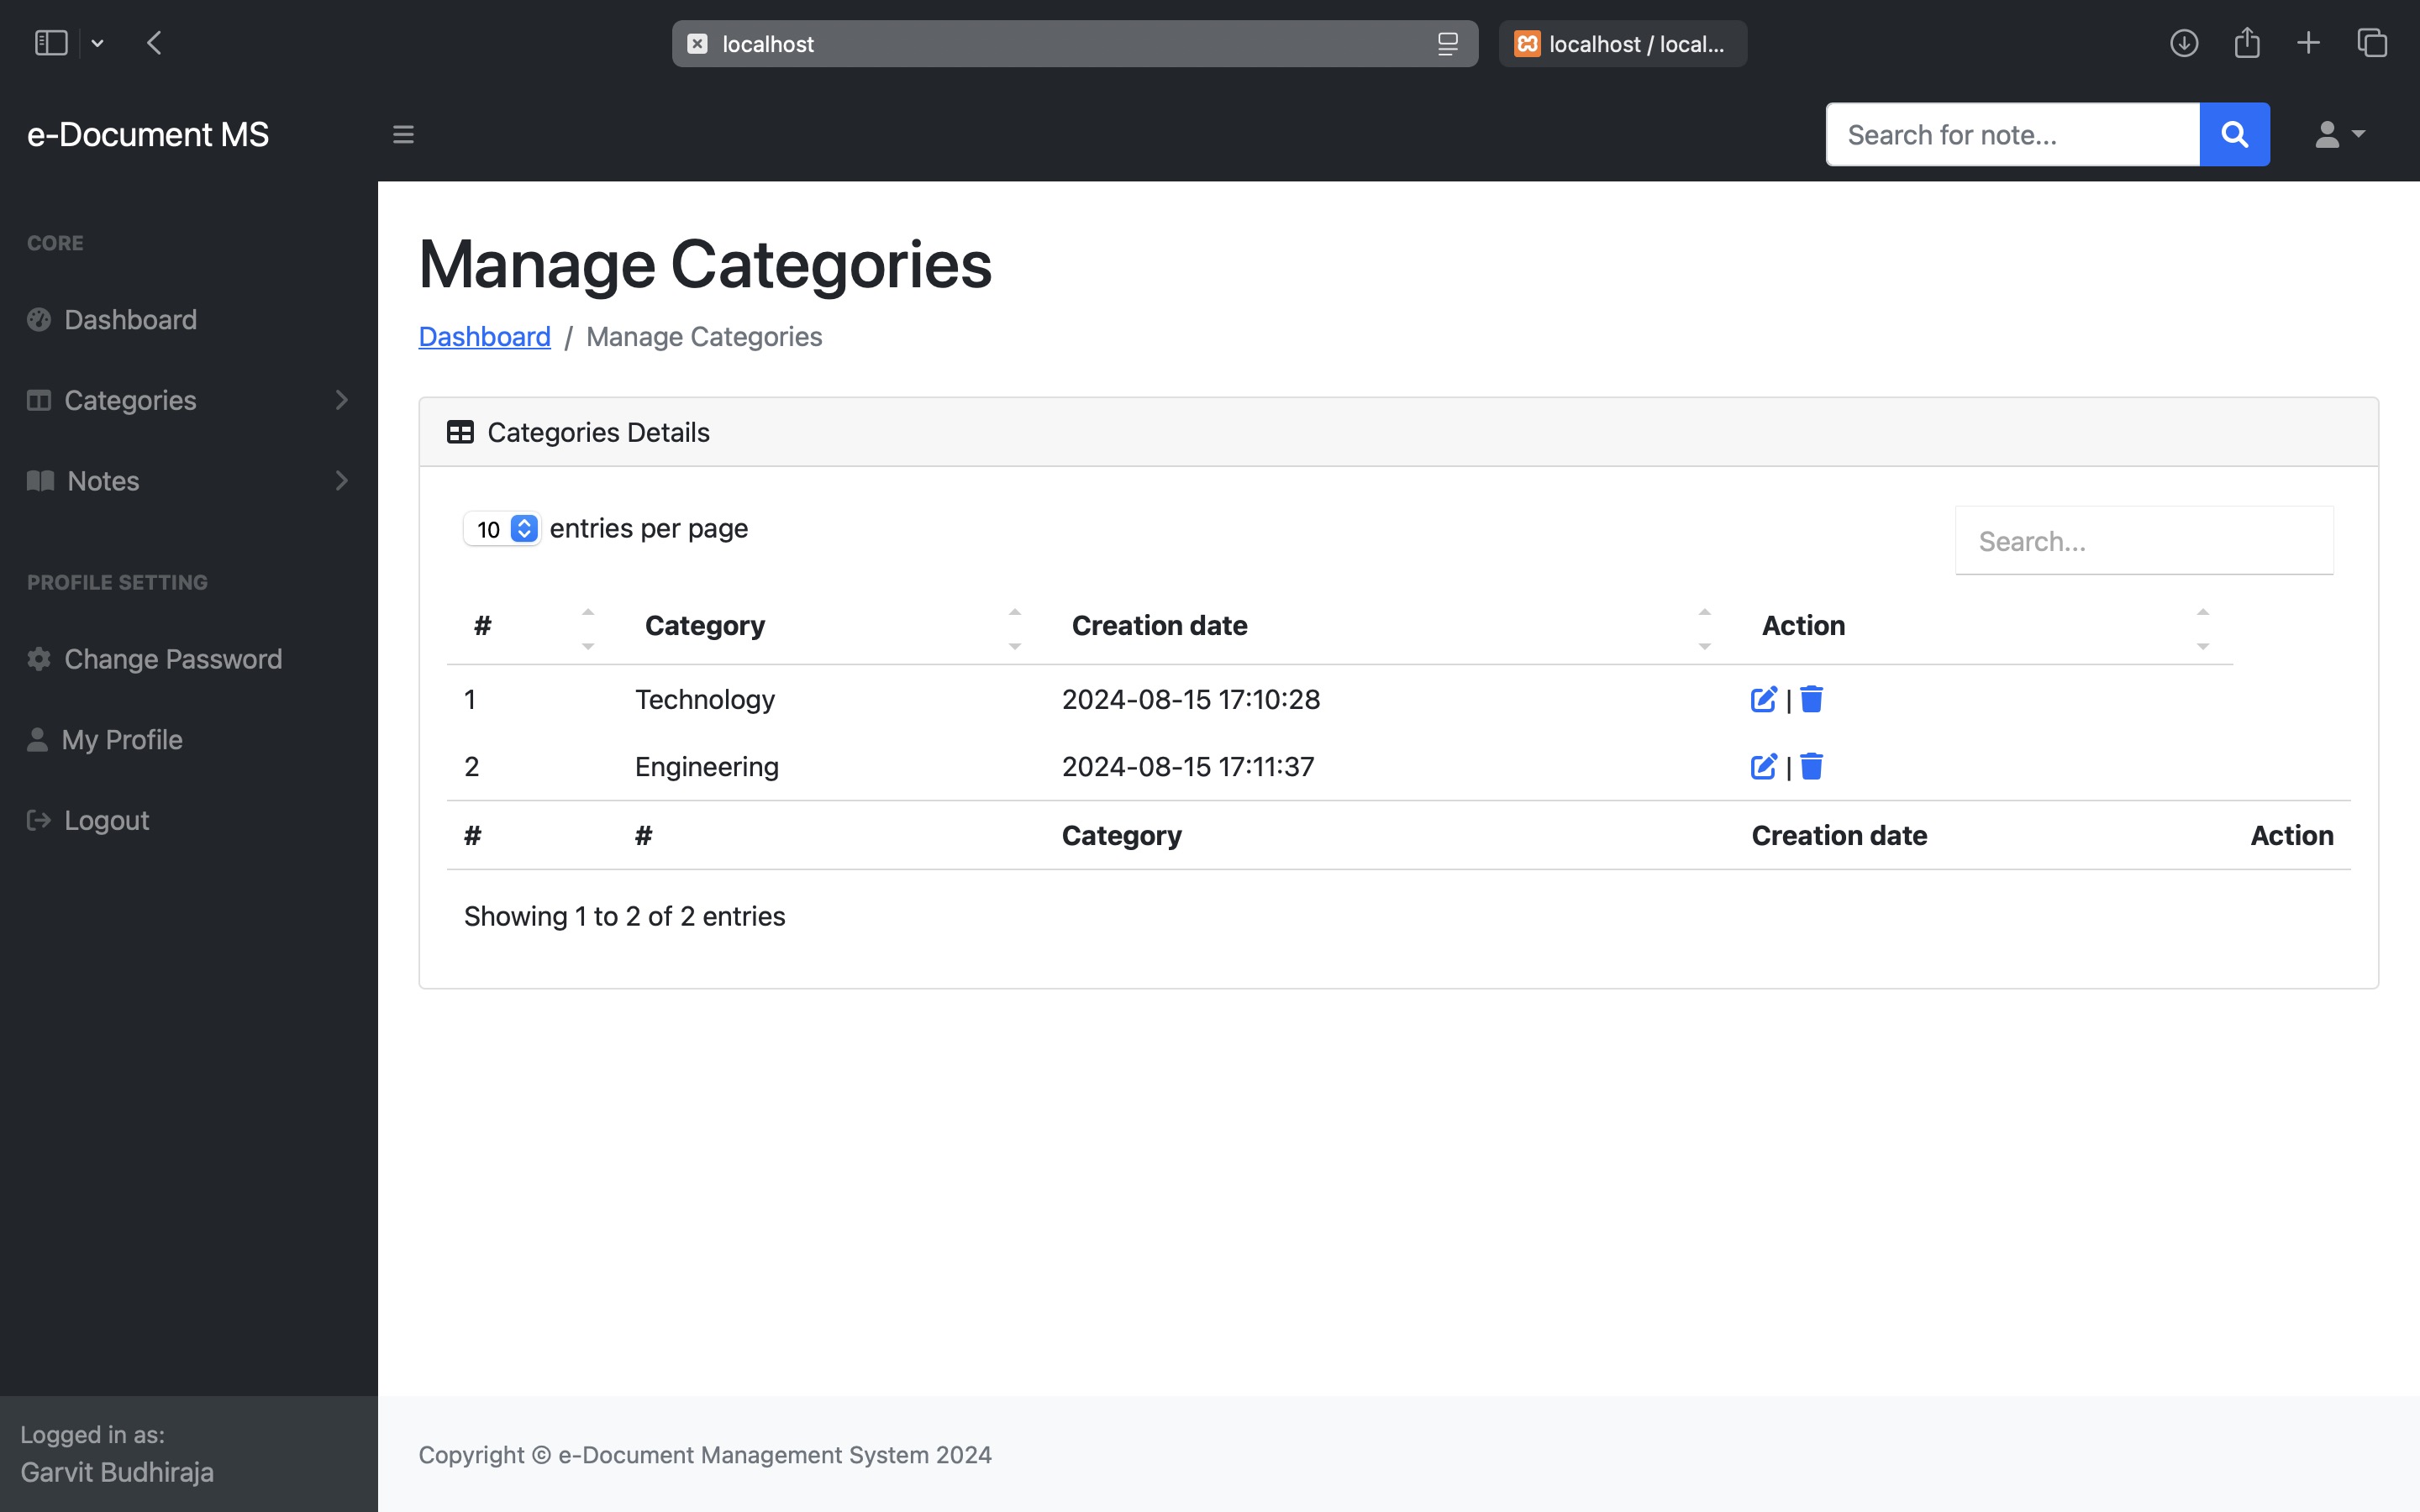 localhost
localhost / local...
e-Document MS
Search for note...
CORE
Dashboard
Categories
Notes
PROFILE SETTING
Change Password
My Profile
Logout
Logged in as:
Garvit Budhiraja
Manage Categories
Dashboard / Manage Categories
Categories Details
10 entries per page
Search...
# Category Creation date Action
1 Technology 2024-08-15 17:10:28 |
2 Engineering 2024-08-15 17:11:37 |
# # Category Creation date Action
Showing 1 to 2 of 2 entries
Copyright © e-Document Management System 2024